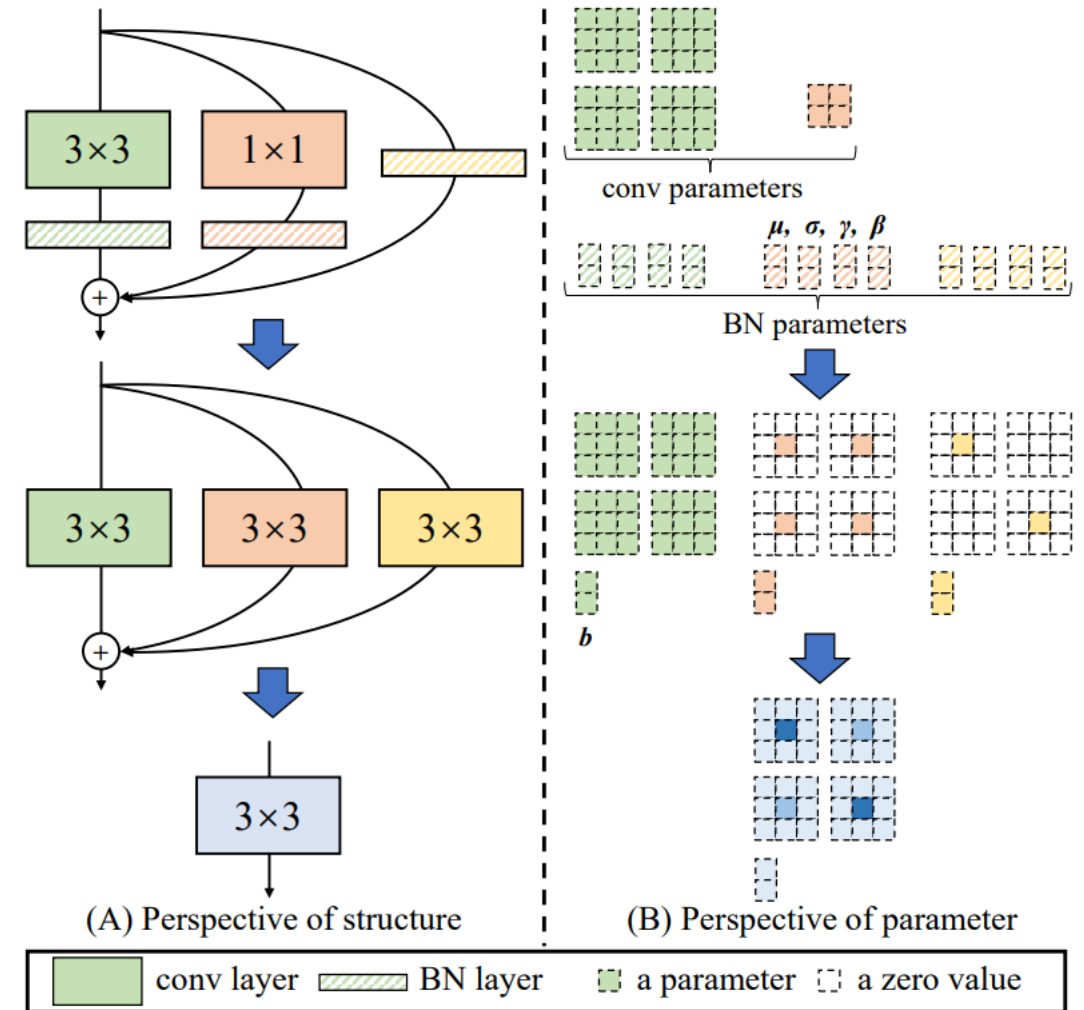 3×3
1×1
+
3×3
3×3
3×3
+
3×3
(A) Perspective of structure
conv parameters
μ, σ, γ, β
BN parameters
b
(B) Perspective of parameter
conv layer
BN layer
a parameter
a zero value